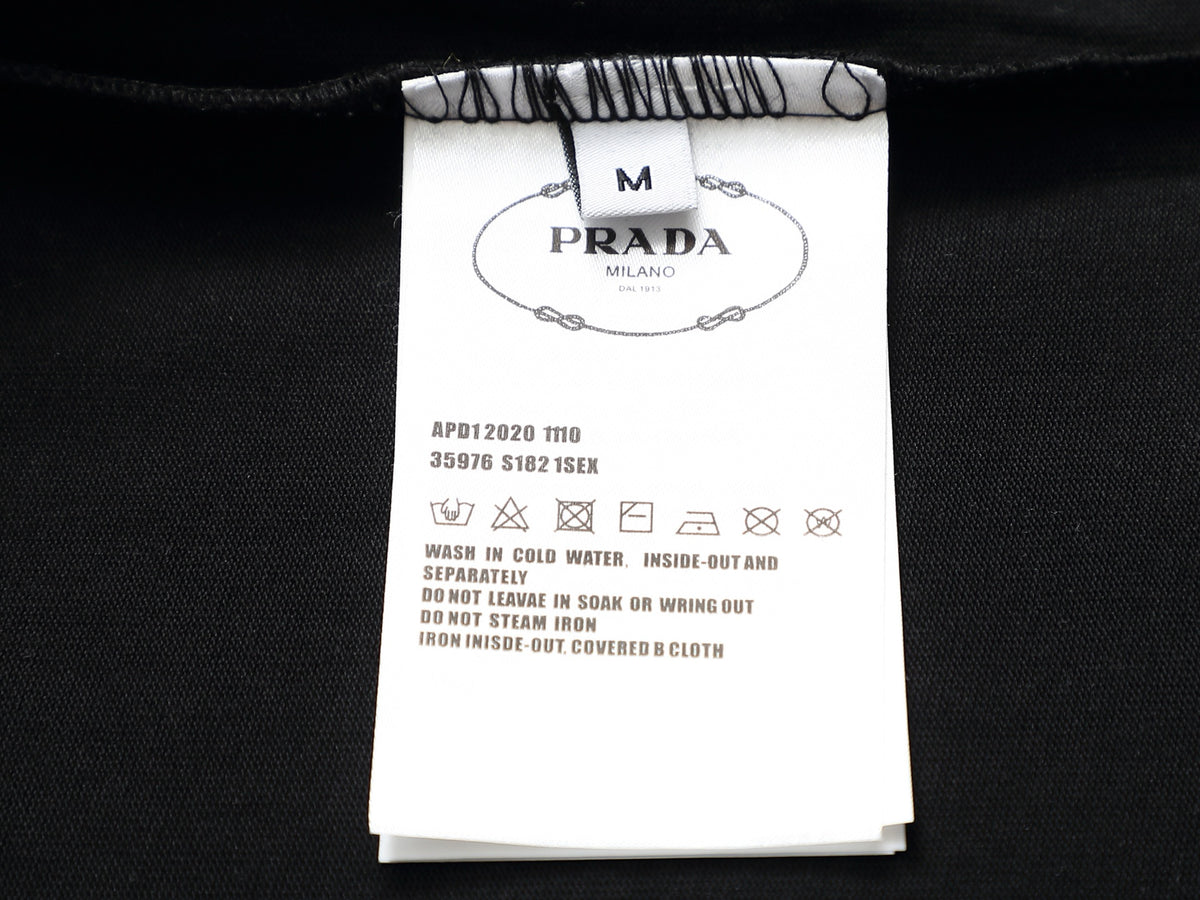 M
PRADA
MILANO
DAL 1913
APD12020 1110
35976 S182 1SEX
WASH IN COLD WATER, INSIDE-OUT AND
SEPARATELY
DO NOT LEAVAE IN SOAK OR WRING OUT
DO NOT STEAM IRON
IRON INISDE-OUT, COVERED B CLOTH